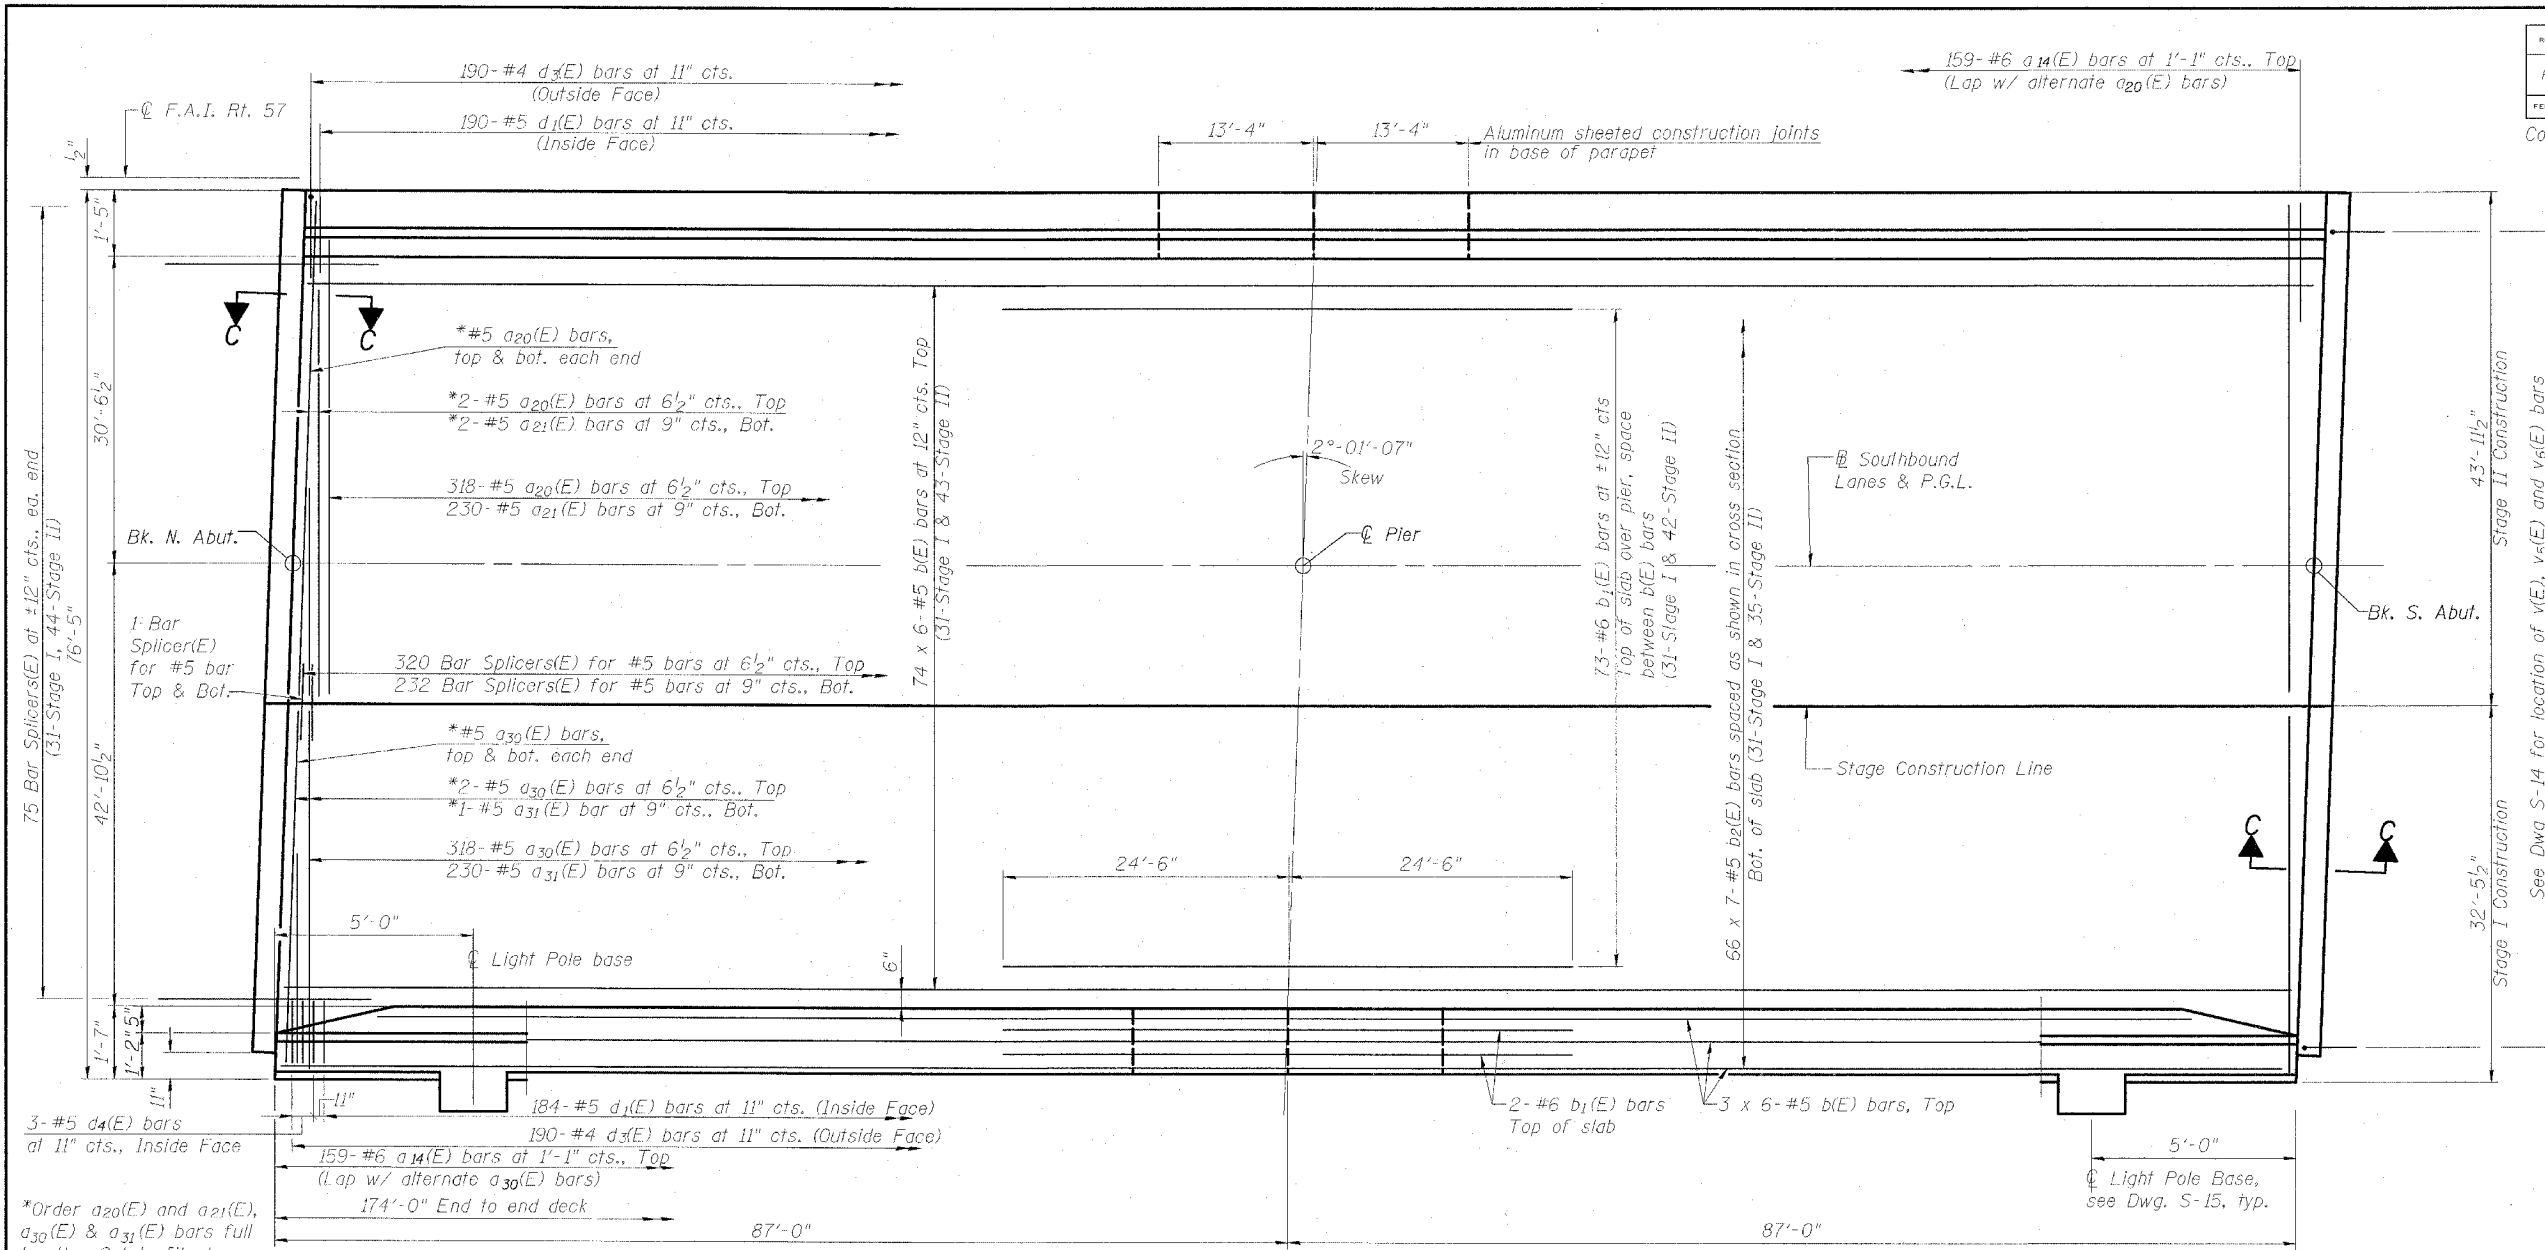 190-#4 d3(E) bars at 11" cts.
(Outside Face)
190-#5 d1(E) bars at 11" cts.
(Inside Face)
℄ F.A.I. Rt. 57
13'-4"
13'-4"
Aluminum sheeted construction joints
in base of parapet
159-#6 a14(E) bars at 1'-1" cts., Top
(Lap w/ alternate a20(E) bars)
Co
½"
1'-5"
30'-6½"
42'-10½"
76'-5"
75 Bar Splicers(E) at ±12" cts., ea. end
(31-Stage I, 44-Stage II)
C
C
*#5 a20(E) bars,
top & bot. each end
*2-#5 a20(E) bars at 6½" cts., Top
*2-#5 a21(E) bars at 9" cts., Bot.
318-#5 a20(E) bars at 6½" cts., Top
230-#5 a21(E) bars at 9" cts., Bot.
Bk. N. Abut.
1-Bar
Splicer(E)
for #5 bar
Top & Bot.
320 Bar Splicers(E) for #5 bars at 6½" cts., Top
232 Bar Splicers(E) for #5 bars at 9" cts., Bot.
*#5 a30(E) bars,
top & bot. each end
*2-#5 a30(E) bars at 6½" cts., Top
*1-#5 a31(E) bar at 9" cts., Bot.
318-#5 a30(E) bars at 6½" cts., Top
230-#5 a31(E) bars at 9" cts., Bot.
74 x 6-#5 b(E) bars at 12" cts. Top
(31-Stage I & 43-Stage II)
2°-01'-07"
Skew
℄ Pier
73-#6 b1(E) bars at ±12" cts
Top of slab over pier, space
between b(E) bars
(31-Stage I & 42-Stage II)
66 x 7-#5 b2(E) bars spaced as shown in cross section
Bot. of slab (31-Stage I & 35-Stage II)
℄ Southbound
Lanes & P.G.L.
Bk. S. Abut.
Stage Construction Line
43'-11½"
Stage II Construction
32'-5½"
Stage I Construction
See Dwg S-14 for location of v(E), v5(E) and v6(E) bars
C
C
24'-6"
24'-6"
5'-0"
℄ Light Pole base
6"
1'-7"
5"
1'-2"
11"
11"
3-#5 d4(E) bars
at 11" cts., Inside Face
184-#5 d1(E) bars at 11" cts. (Inside Face)
190-#4 d3(E) bars at 11" cts. (Outside Face)
159-#6 a14(E) bars at 1'-1" cts., Top
(Lap w/ alternate a30(E) bars)
2-#6 b1(E) bars
Top of slab
3 x 6-#5 b(E) bars, Top
5'-0"
℄ Light Pole Base,
see Dwg. S-15, typ.
*Order a20(E) and a21(E),
a30(E) & a31(E) bars full
174'-0" End to end deck
87'-0"
87'-0"